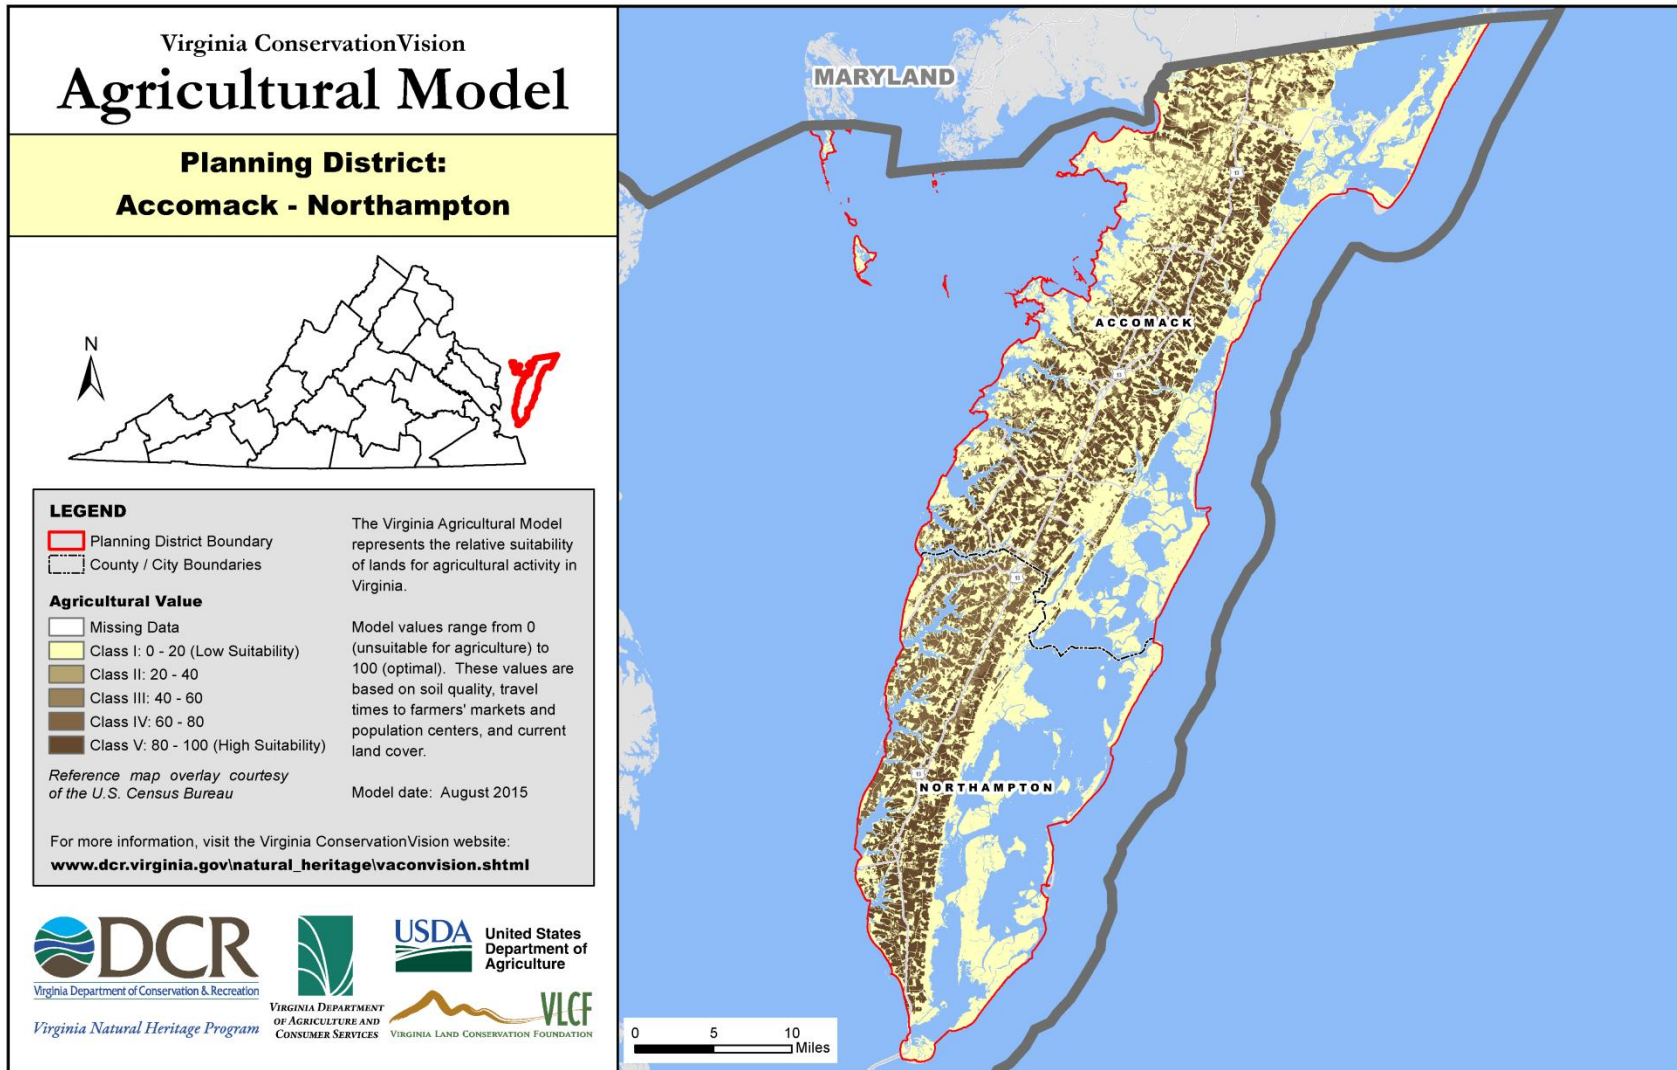 Virginia ConservationVision
Agricultural Model
Planning District:
Accomack - Northampton
N
LEGEND
Planning District Boundary
County / City Boundaries
Agricultural Value
Missing Data
Class I: 0 - 20 (Low Suitability)
Class II: 20 - 40
Class III: 40 - 60
Class IV: 60 - 80
Class V: 80 - 100 (High Suitability)
Reference map overlay courtesy
of the U.S. Census Bureau
The Virginia Agricultural Model
represents the relative suitability
of lands for agricultural activity in
Virginia.
Model values range from 0
(unsuitable for agriculture) to
100 (optimal). These values are
based on soil quality, travel
times to farmers' markets and
population centers, and current
land cover.
Model date: August 2015
For more information, visit the Virginia ConservationVision website:
www.dcr.virginia.gov\natural_heritage\vaconvision.shtml
DCR
Virginia Department of Conservation & Recreation
Virginia Natural Heritage Program
VIRGINIA DEPARTMENT
OF AGRICULTURE AND
CONSUMER SERVICES
USDA
United States
Department of
Agriculture
VLCF
VIRGINIA LAND CONSERVATION FOUNDATION
MARYLAND
13
ACCOMACK
13
13
13
NORTHAMPTON
0 5 10
Miles